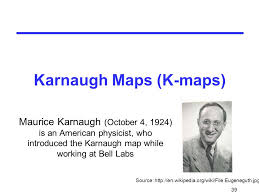 Karnaugh Maps (K-maps)
Maurice Karnaugh (October 4, 1924)
is an American physicist, who
introduced the Karnaugh map while
working at Bell Labs
Source: http://en.wikipedia.org/wiki/File:Eugeneguth.jpg
39